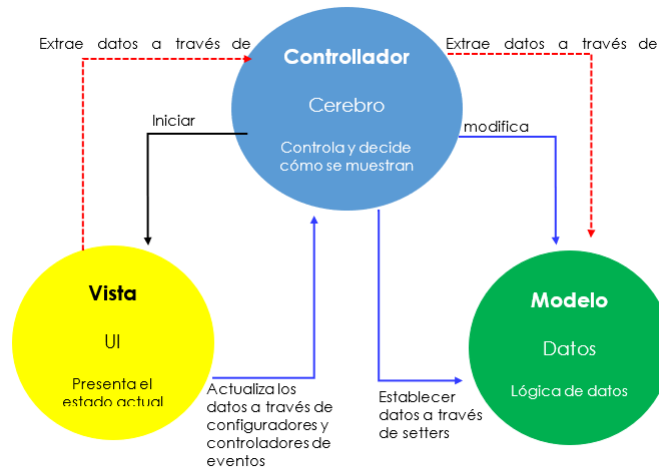 Extrae datos a través de
Controllador
Cerebro
Controla y decide
cómo se muestran
Extrae datos a través de
Iniciar
modifica
Vista
UI
Presenta el
estado actual
Modelo
Datos
Lógica de datos
Actualiza los
datos a través de
configuradores y
controladores de
eventos
Establecer
datos a través
de setters